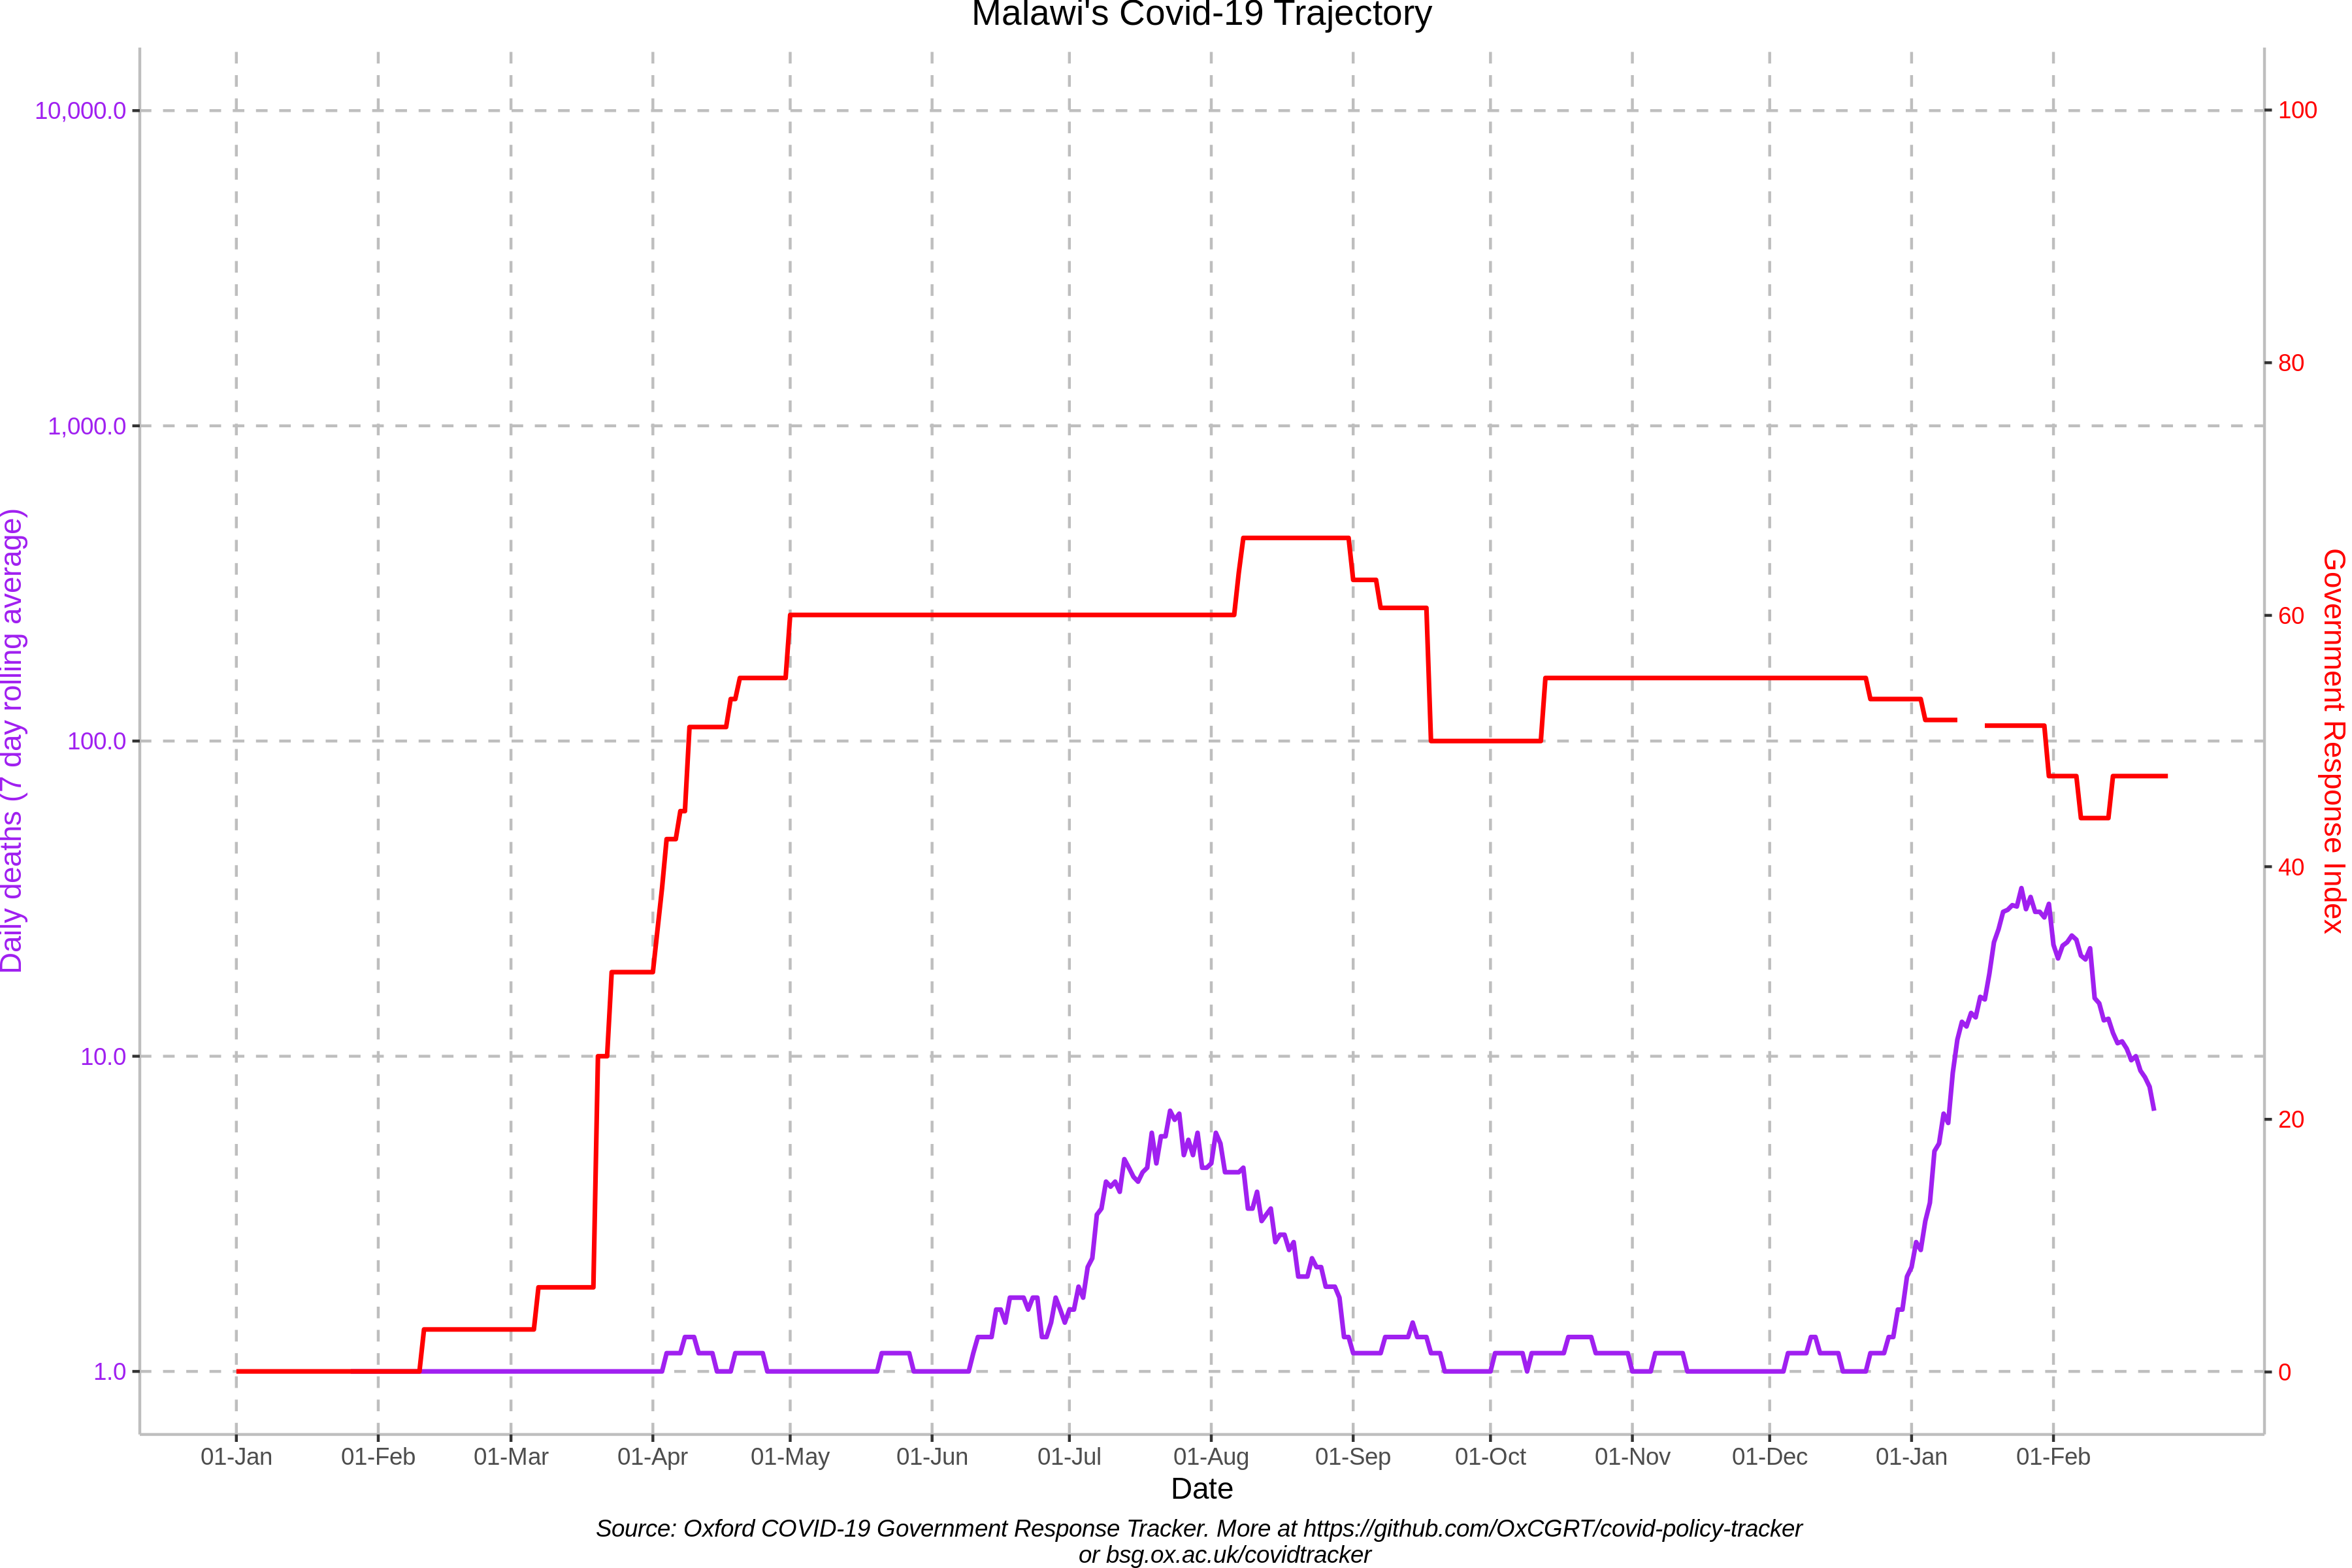 Malawi's Covid-19 Trajectory
10,000.0
1,000.0
100.0
10.0
1.0
Daily deaths (7 day rolling average)
100
80
60
40
20
0
Government Response Index
01-Jan 01-Feb 01-Mar 01-Apr 01-May 01-Jun 01-Jul 01-Aug 01-Sep 01-Oct 01-Nov 01-Dec 01-Jan 01-Feb
Date
Source: Oxford COVID-19 Government Response Tracker. More at https://github.com/OxCGRT/covid-policy-tracker
or bsg.ox.ac.uk/covidtracker